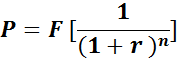 P = F [ 1 / (1 + r )^n ]